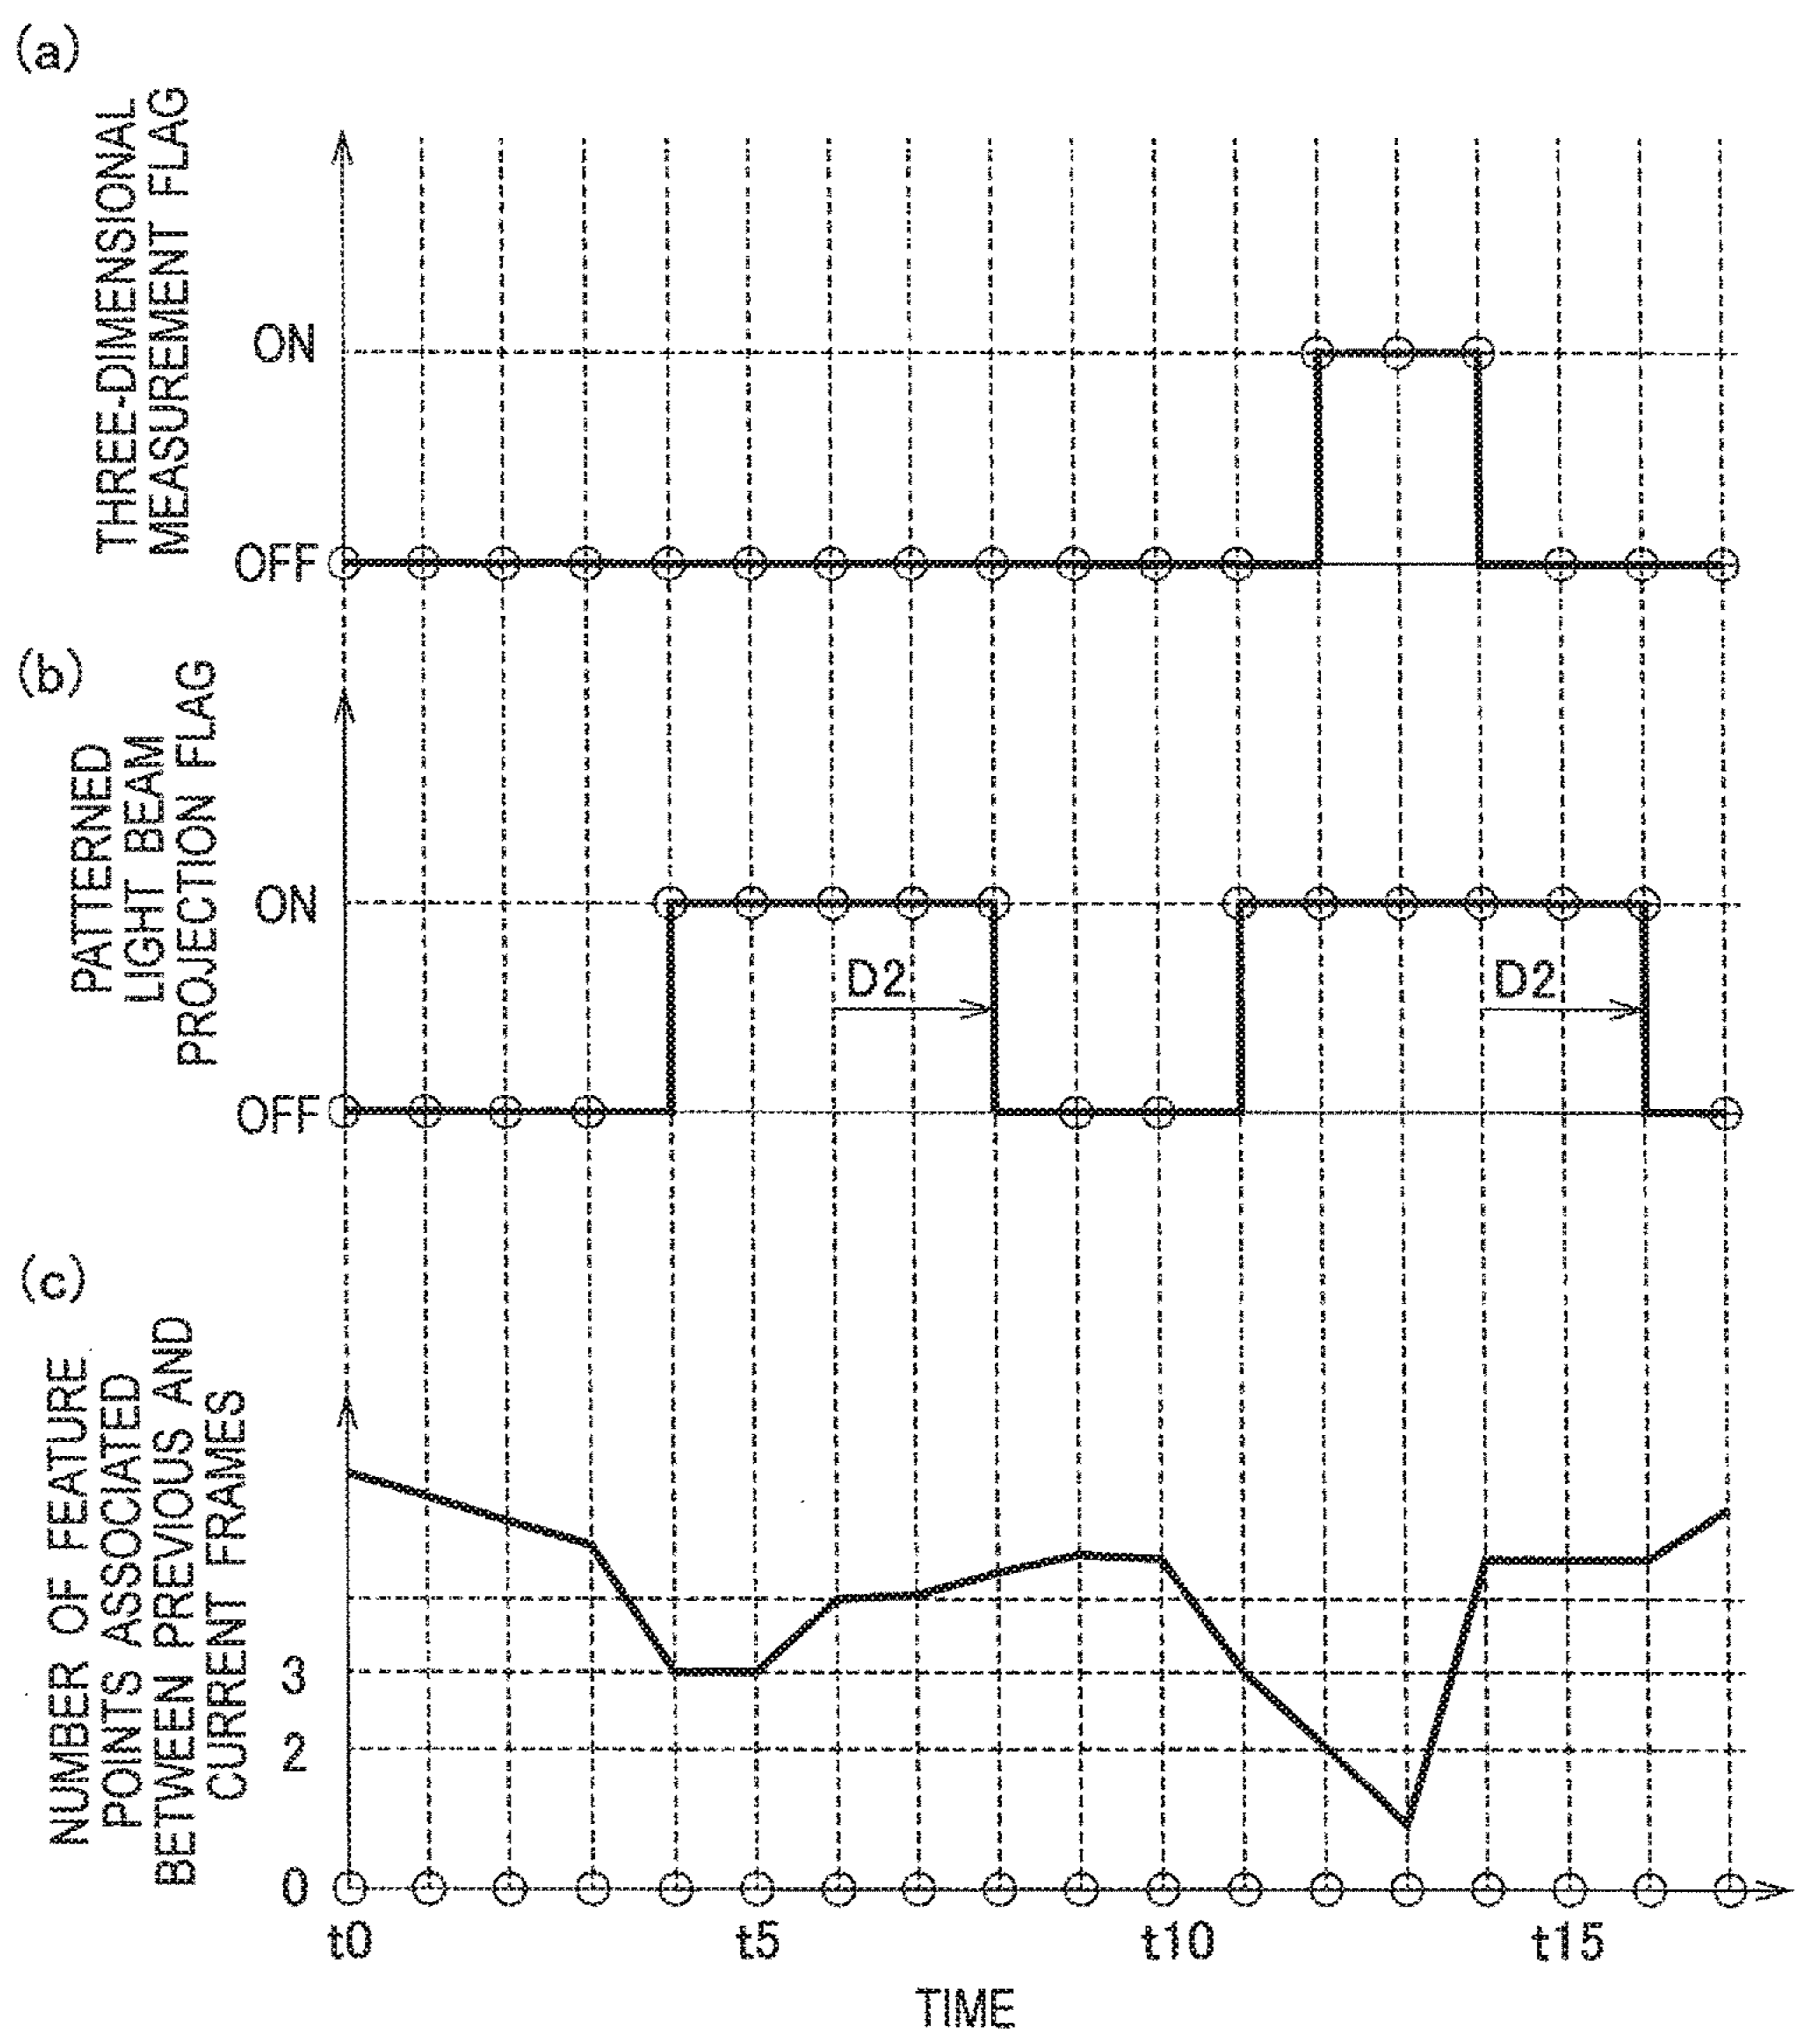 (a)
THREE-DIMENSIONAL
MEASUREMENT FLAG
ON
OFF
(b)
PATTERNED
LIGHT BEAM
PROJECTION FLAG
ON
D2
D2
OFF
(c)
NUMBER OF FEATURE
POINTS ASSOCIATED
BETWEEN PREVIOUS AND
CURRENT FRAMES
3
2
0
t0
t5
t10
t15
TIME